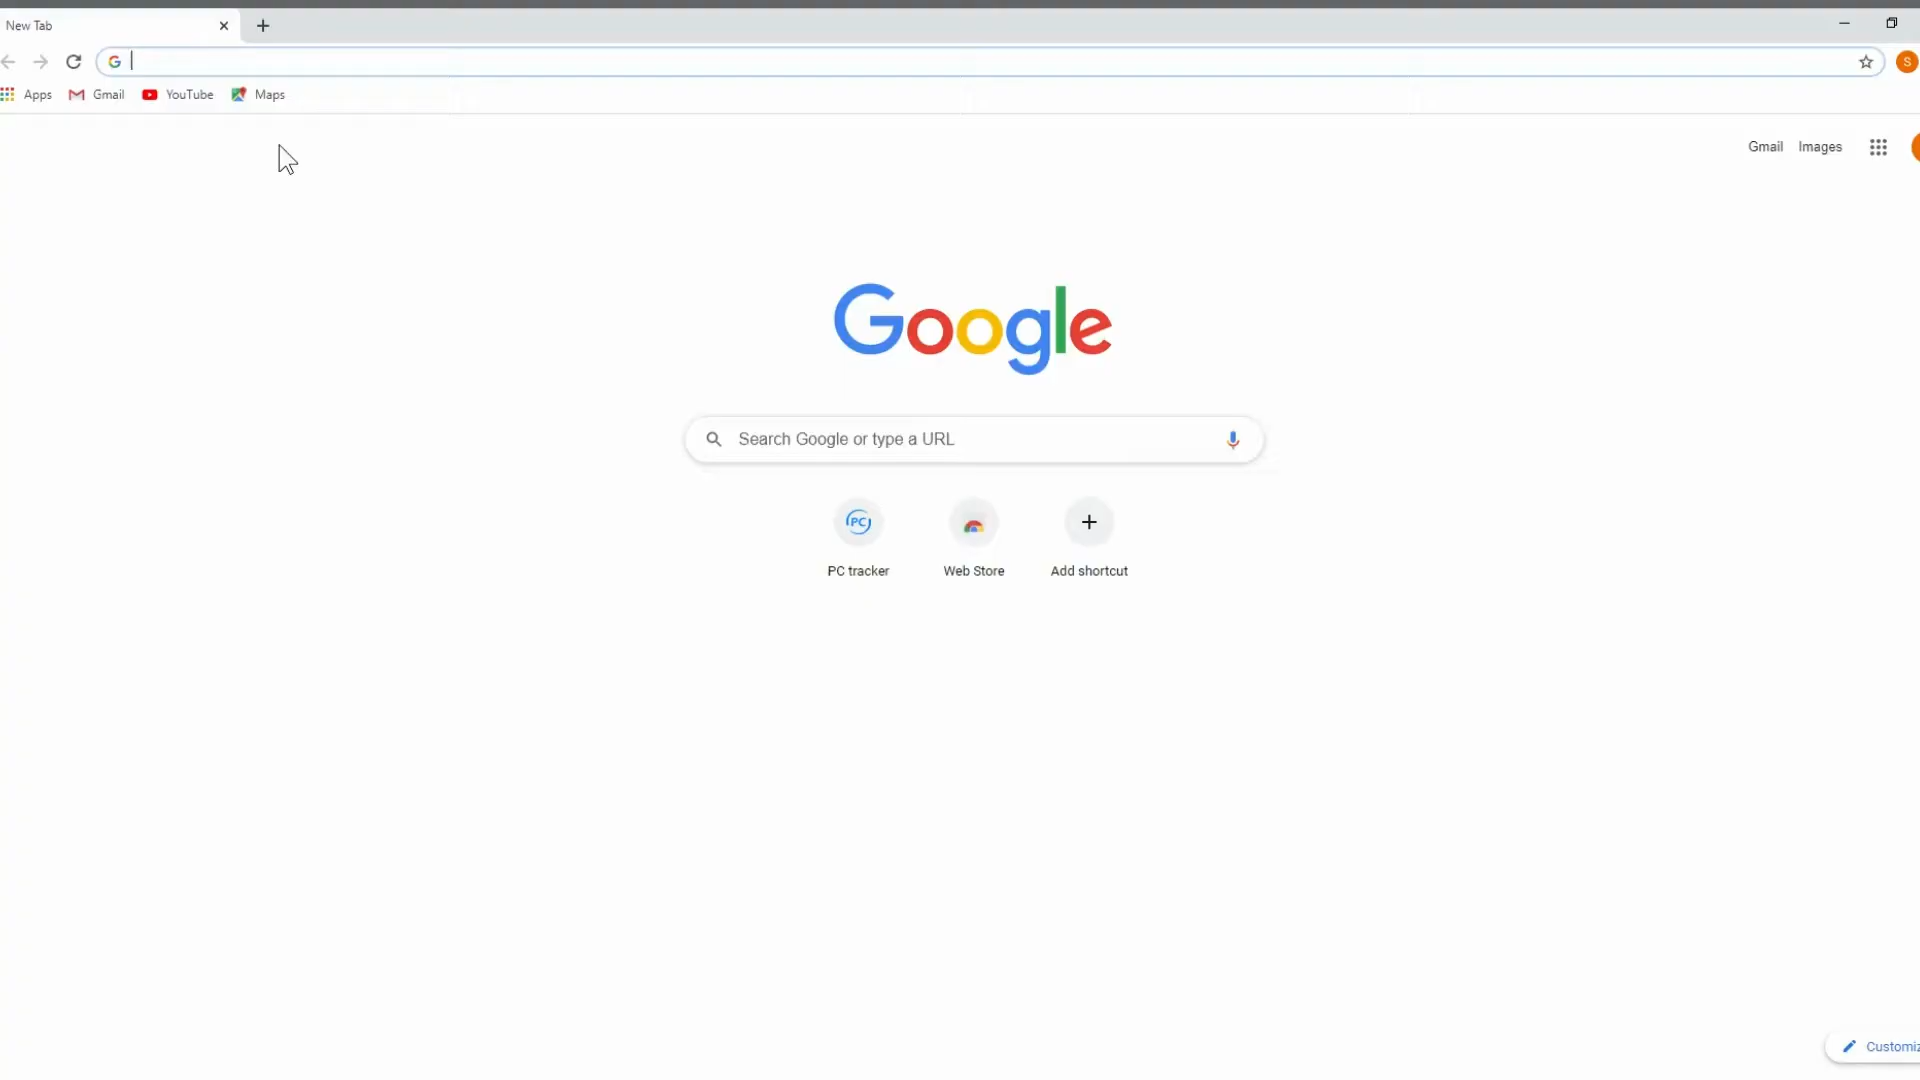 New Tab
S
Apps Gmail YouTube Maps
Gmail Images
Google
Search Google or type a URL
PC
PC tracker Web Store Add shortcut
Customiz